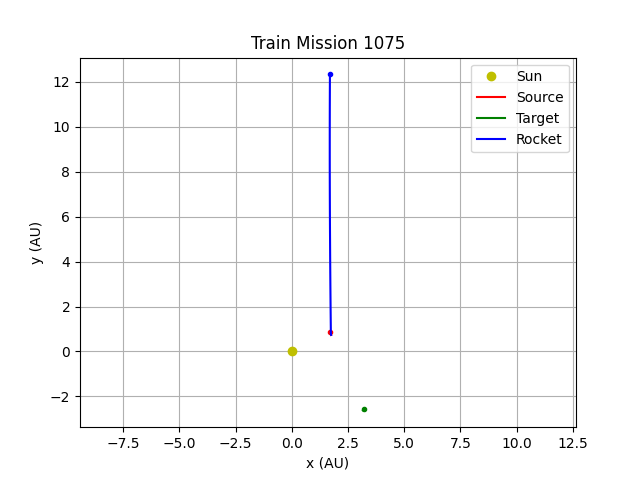 Train Mission 1075
Sun
Source
Target
Rocket
12
10
8
6
4
2
0
−2
y (AU)
−7.5 −5.0 −2.5 0.0 2.5 5.0 7.5 10.0 12.5
x (AU)